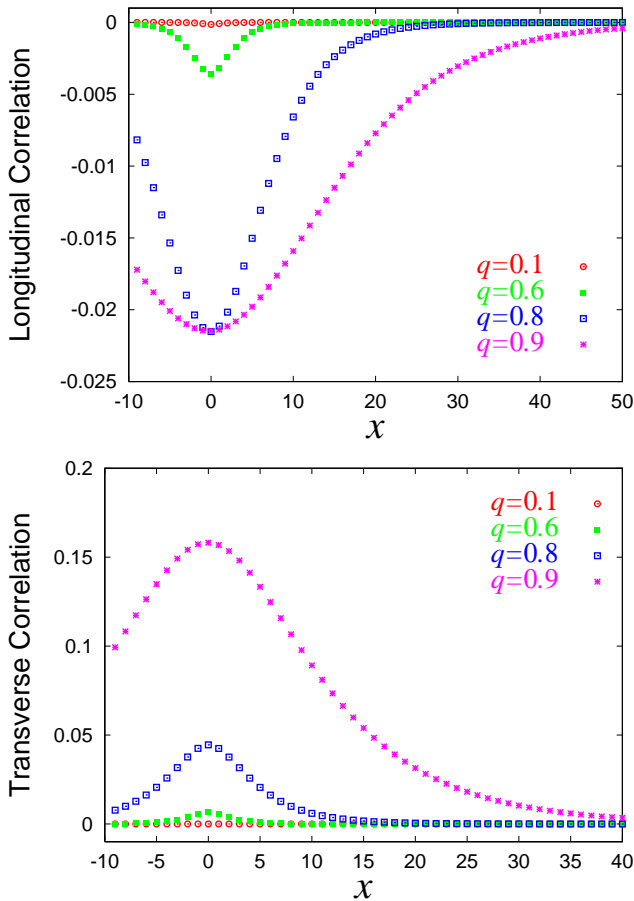 0
-0.005
-0.01
-0.015
-0.02
-0.025
-10
0
10
20
30
40
50
Longitudinal Correlation
x
q=0.1
q=0.6
q=0.8
q=0.9
0.2
0.15
0.1
0.05
0
-10
-5
0
5
10
15
20
25
30
35
40
Transverse Correlation
x
q=0.1
q=0.6
q=0.8
q=0.9